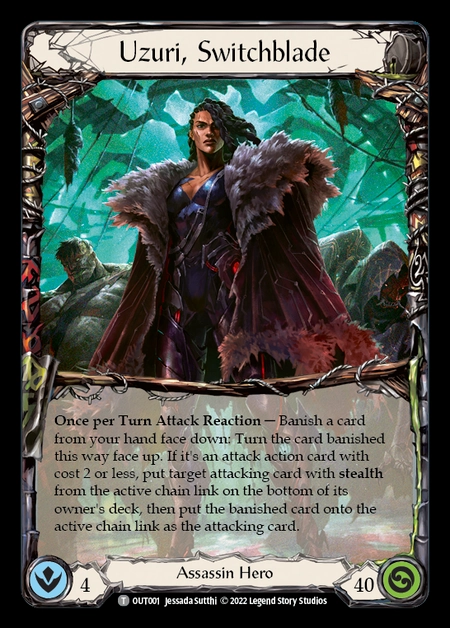 Uzuri, Switchblade
Once per Turn Attack Reaction — Banish a card
from your hand face down: Turn the card banished
this way face up. If it's an attack action card with
cost 2 or less, put target attacking card with stealth
from the active chain link on the bottom of its
owner's deck, then put the banished card onto the
active chain link as the attacking card.
4
Assassin Hero
40
T OUT001 Jessada Sutthi © 2022 Legend Story Studios